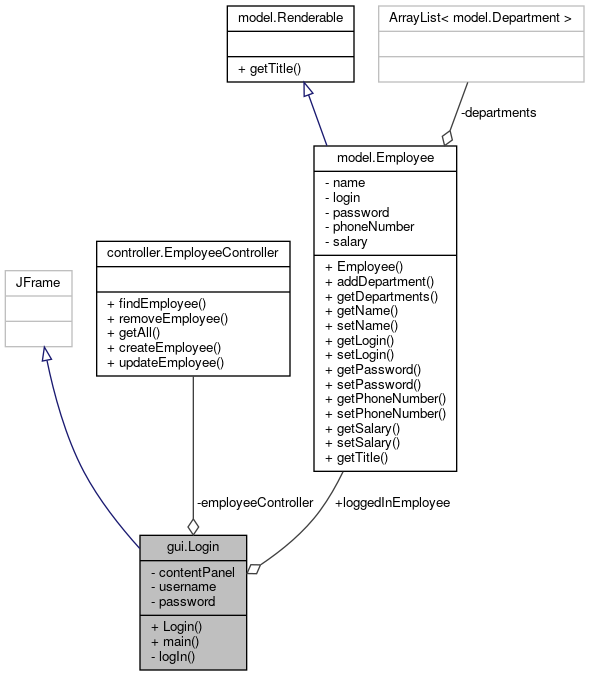 model.Renderable
+ getTitle()
ArrayList< model.Department >
-departments
model.Employee
- name
- login
- password
- phoneNumber
- salary
+ Employee()
+ addDepartment()
+ getDepartments()
+ getName()
+ setName()
+ getLogin()
+ setLogin()
+ getPassword()
+ setPassword()
+ getPhoneNumber()
+ setPhoneNumber()
+ getSalary()
+ setSalary()
+ getTitle()
controller.EmployeeController
+ findEmployee()
+ removeEmployee()
+ getAll()
+ createEmployee()
+ updateEmployee()
JFrame
-employeeController
+loggedInEmployee
gui.Login
- contentPanel
- username
- password
+ Login()
+ main()
- logIn()